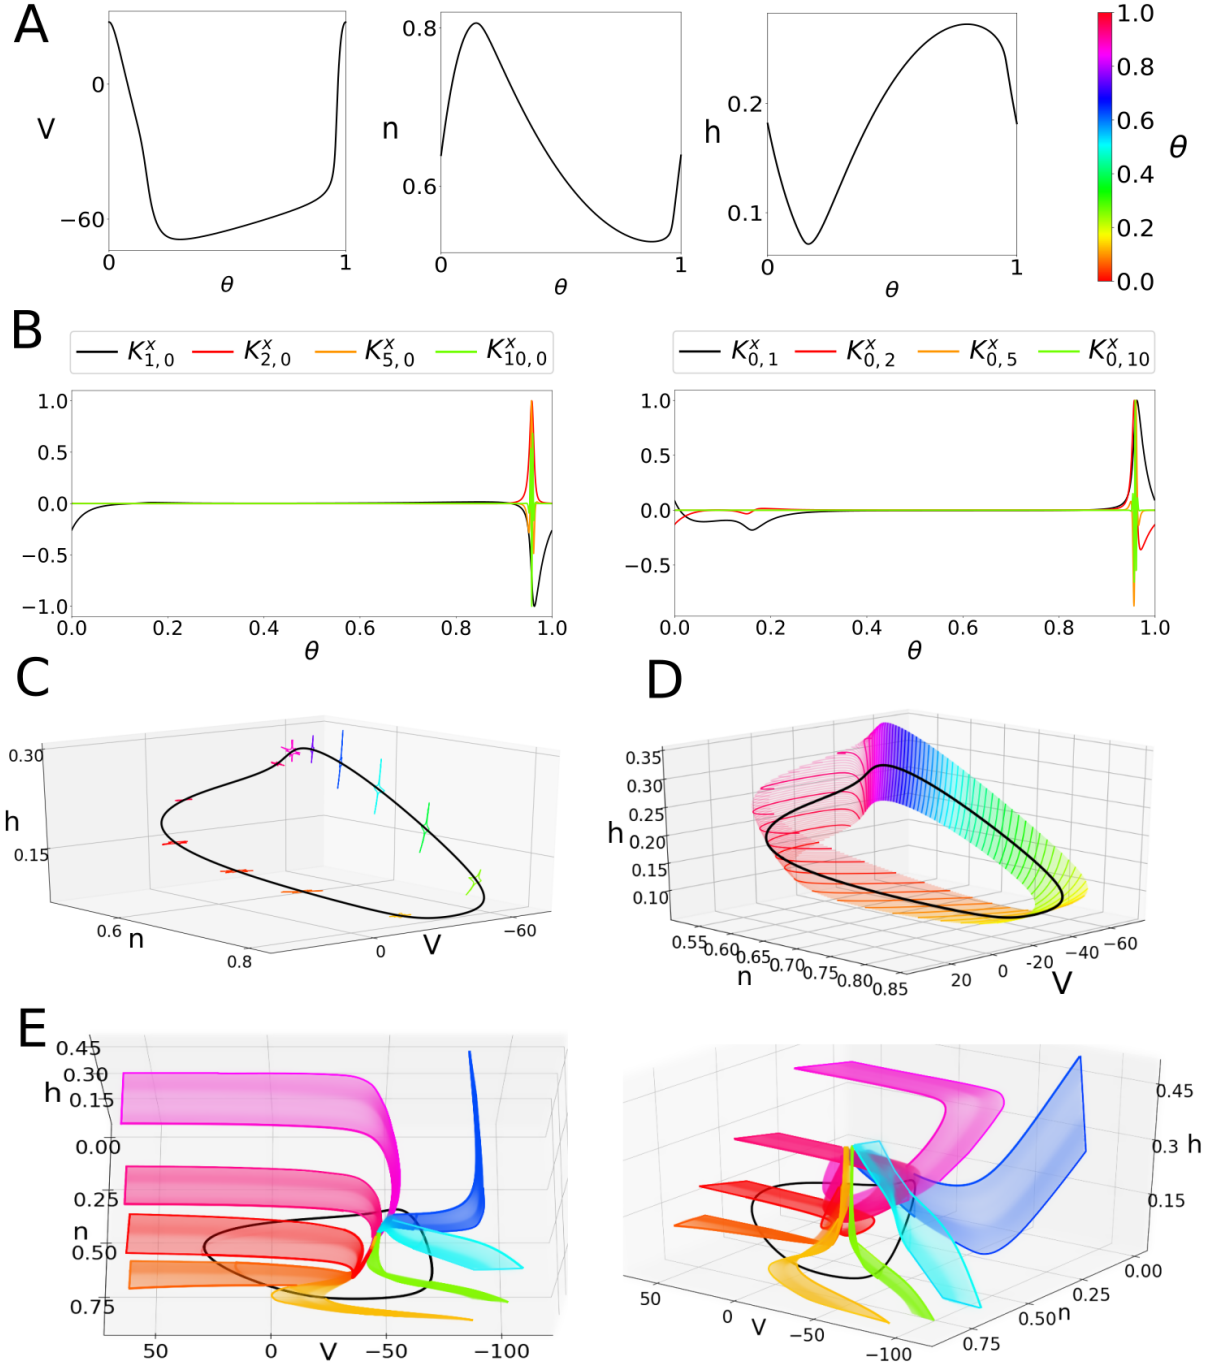 A
V
0
−60
0
1
θ
n
0.8
0.6
0
1
θ
h
0.2
0.1
0
1
θ
1.0
0.8
0.6
0.4
0.2
0.0
θ
B
K^x_{1,0} K^x_{2,0} K^x_{5,0} K^x_{10,0}
1.0
0.5
0.0
−0.5
−1.0
0.0 0.2 0.4 0.6 0.8 1.0
θ
K^x_{0,1} K^x_{0,2} K^x_{0,5} K^x_{0,10}
1.0
0.5
0.0
−0.5
0.0 0.2 0.4 0.6 0.8 1.0
θ
C
0.30
h
0.15
0.6
n
0.8
0
V
−60
D
0.35
0.30
0.25
h 0.20
0.15
0.10
0.55
0.60
0.65
0.70
0.75
0.80
0.85
n
20
0
-20
−40
−60
V
E
0.45
h 0.30
0.15
0.00
0.25
n
0.50
0.75
50 0 V −50 −100
0.45
0.3 h
0.15
0.00
0.25
n
0.50
0.75
50
0
V
−50
−100